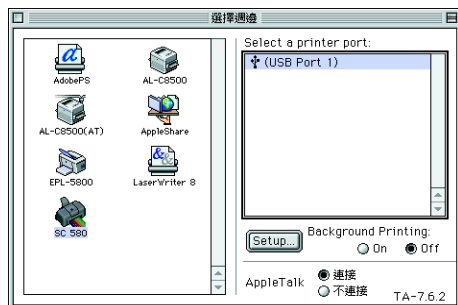 選擇週邊
AdobePS
AL-C8500
AL-C8500(AT)
AppleShare
EPL-5800
LaserWriter 8
SC 580
Select a printer port:
(USB Port 1)
Setup...
Background Printing:
On
Off
AppleTalk
連接
不連接
TA-7.6.2